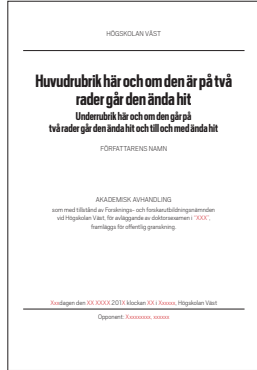 HÖGSKOLAN VÄST
Huvudrubrik här och om den är på två
rader går den ända hit
Underrubrik här och om den går på
två rader går den ända hit och till och med ända hit
FÖRFATTARENS NAMN
AKADEMISK AVHANDLING
som med tillstånd av Forsknings- och forskarutbildningsnämnden
vid Högskolan Väst, för avläggande av doktorsexamen i "XXX",
framläggs för offentlig granskning.
Xxxdagen den XX XXXX 201X klockan XX i Xxxxxx, Högskolan Väst
Opponent: Xxxxxxxxx, xxxxxx